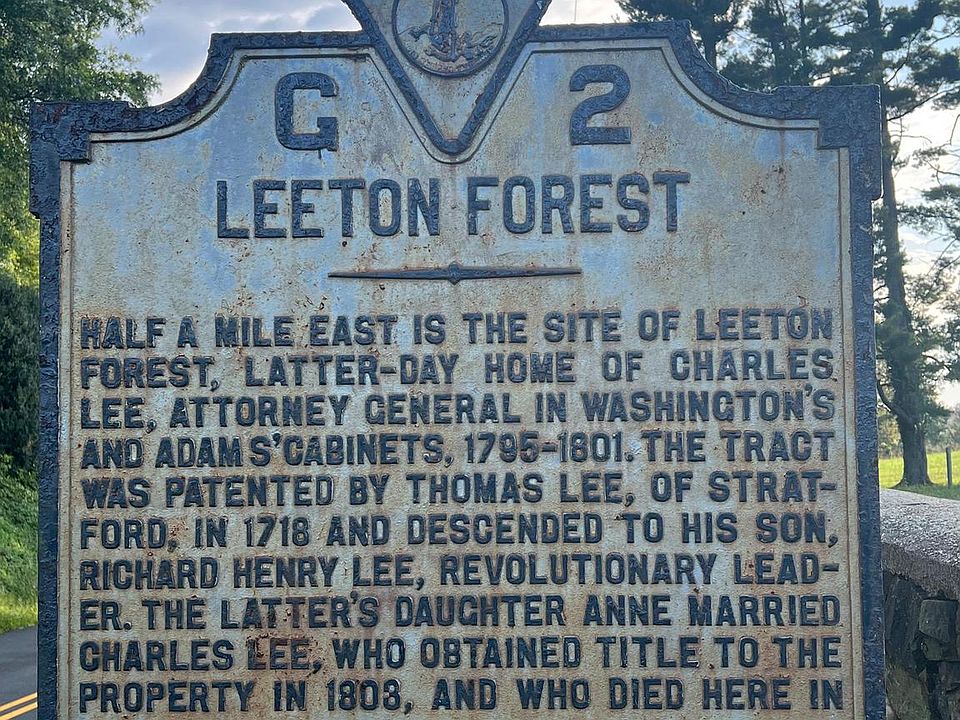 G 2
LEETON FOREST
HALF A MILE EAST IS THE SITE OF LEETON
FOREST, LATTER-DAY HOME OF CHARLES
LEE, ATTORNEY GENERAL IN WASHINGTON'S
AND ADAMS' CABINETS, 1795-1801. THE TRACT
WAS PATENTED BY THOMAS LEE, OF STRAT-
FORD, IN 1718 AND DESCENDED TO HIS SON,
RICHARD HENRY LEE, REVOLUTIONARY LEAD-
ER. THE LATTER'S DAUGHTER ANNE MARRIED
CHARLES LEE, WHO OBTAINED TITLE TO THE
PROPERTY IN 1803, AND WHO DIED HERE IN